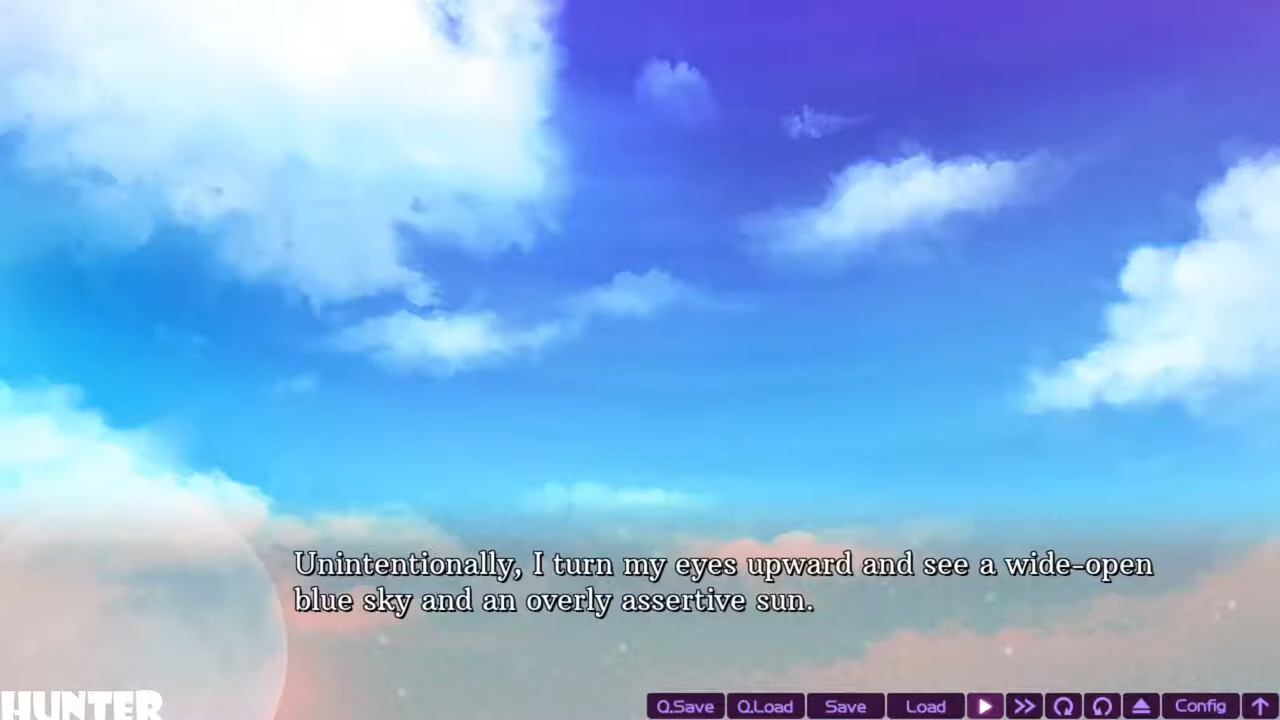 Unintentionally, I turn my eyes upward and see a wide-open
blue sky and an overly assertive sun.
HUNTER
Q.Save Q.Load Save Load Config